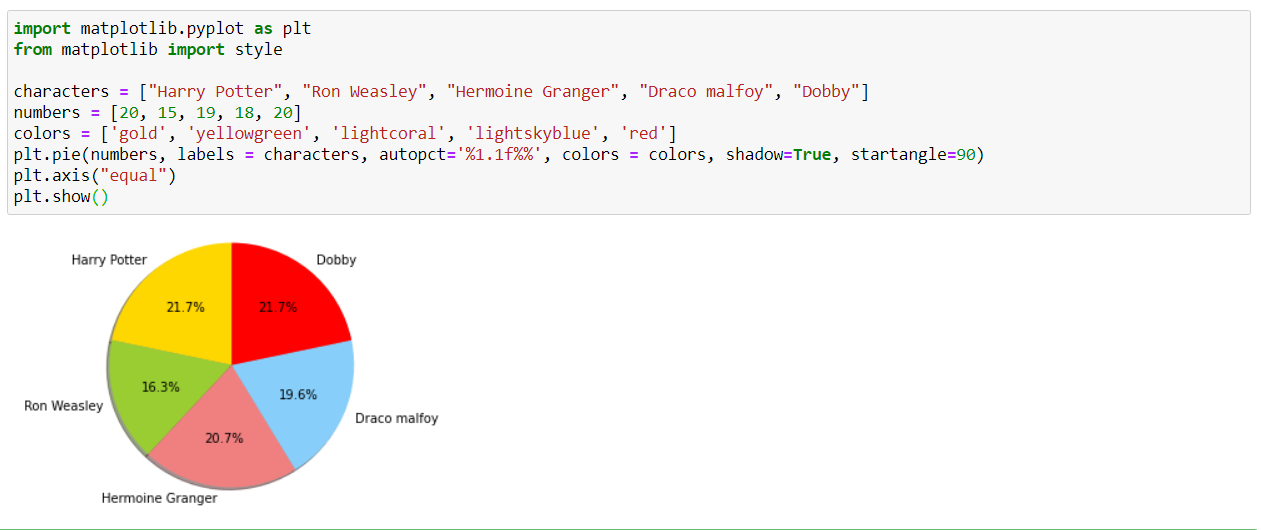 import matplotlib.pyplot as plt
from matplotlib import style
characters = ["Harry Potter", "Ron Weasley", "Hermoine Granger", "Draco malfoy", "Dobby"]
numbers = [20, 15, 19, 18, 20]
colors = ['gold', 'yellowgreen', 'lightcoral', 'lightskyblue', 'red']
plt.pie(numbers, labels = characters, autopct='%1.1f%%', colors = colors, shadow=True, startangle=90)
plt.axis("equal")
plt.show()
Harry Potter
Dobby
21.7%
21.7%
16.3%
19.6%
Ron Weasley
Draco malfoy
20.7%
Hermoine Granger